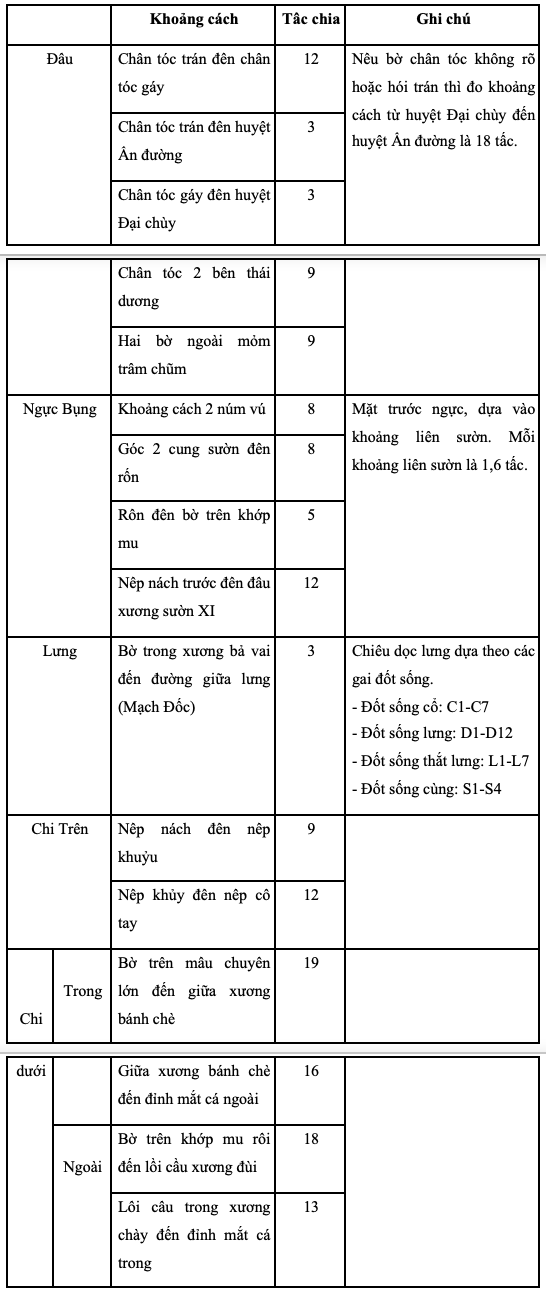 Khoảng cách Tấc chia Ghi chú
Đâu Chân tóc trán đên chân 12 Nêu bờ chân tóc không rõ
tóc gáy hoặc hói trán thì đo khoảng
Chân tóc trán đên huyệt 3 cách từ huyệt Đại chùy đến
Ân đường huyệt Ân đường là 18 tấc.
Chân tóc gáy đên huyệt 3
Đại chùy
Chân tóc 2 bên thái 9
dương
Hai bờ ngoài mỏm 9
trâm chũm
Ngực Bụng Khoảng cách 2 núm vú 8 Mặt trước ngực, dựa vào
Góc 2 cung sườn đên 8 khoảng liên sườn. Mỗi
rốn khoảng liên sườn là 1,6 tấc.
Rôn đên bờ trên khớp 5
mu
Nêp nách trước đên đâu 12
xương sườn XI
Lưng Bờ trong xương bả vai 3 Chiêu dọc lưng dựa theo các
đến đường giữa lưng gai đốt sống.
(Mạch Đốc) - Đốt sống cổ: C1-C7
- Đốt sống lưng: D1-D12
- Đốt sống thắt lưng: L1-L7
- Đốt sống cùng: S1-S4
Chi Trên Nêp nách đên nêp 9
khuỷu
Nêp khủy đên nêp cô 12
tay
Chi Trong Bờ trên mâu chuyên 19
lớn đến giữa xương
bánh chè
dưới Giữa xương bánh chè 16
đến đỉnh mắt cá ngoài
Ngoài Bờ trên khớp mu rôi 18
đến lồi cầu xương đùi
Lôi câu trong xương 13
chày đến đỉnh mắt cá
trong